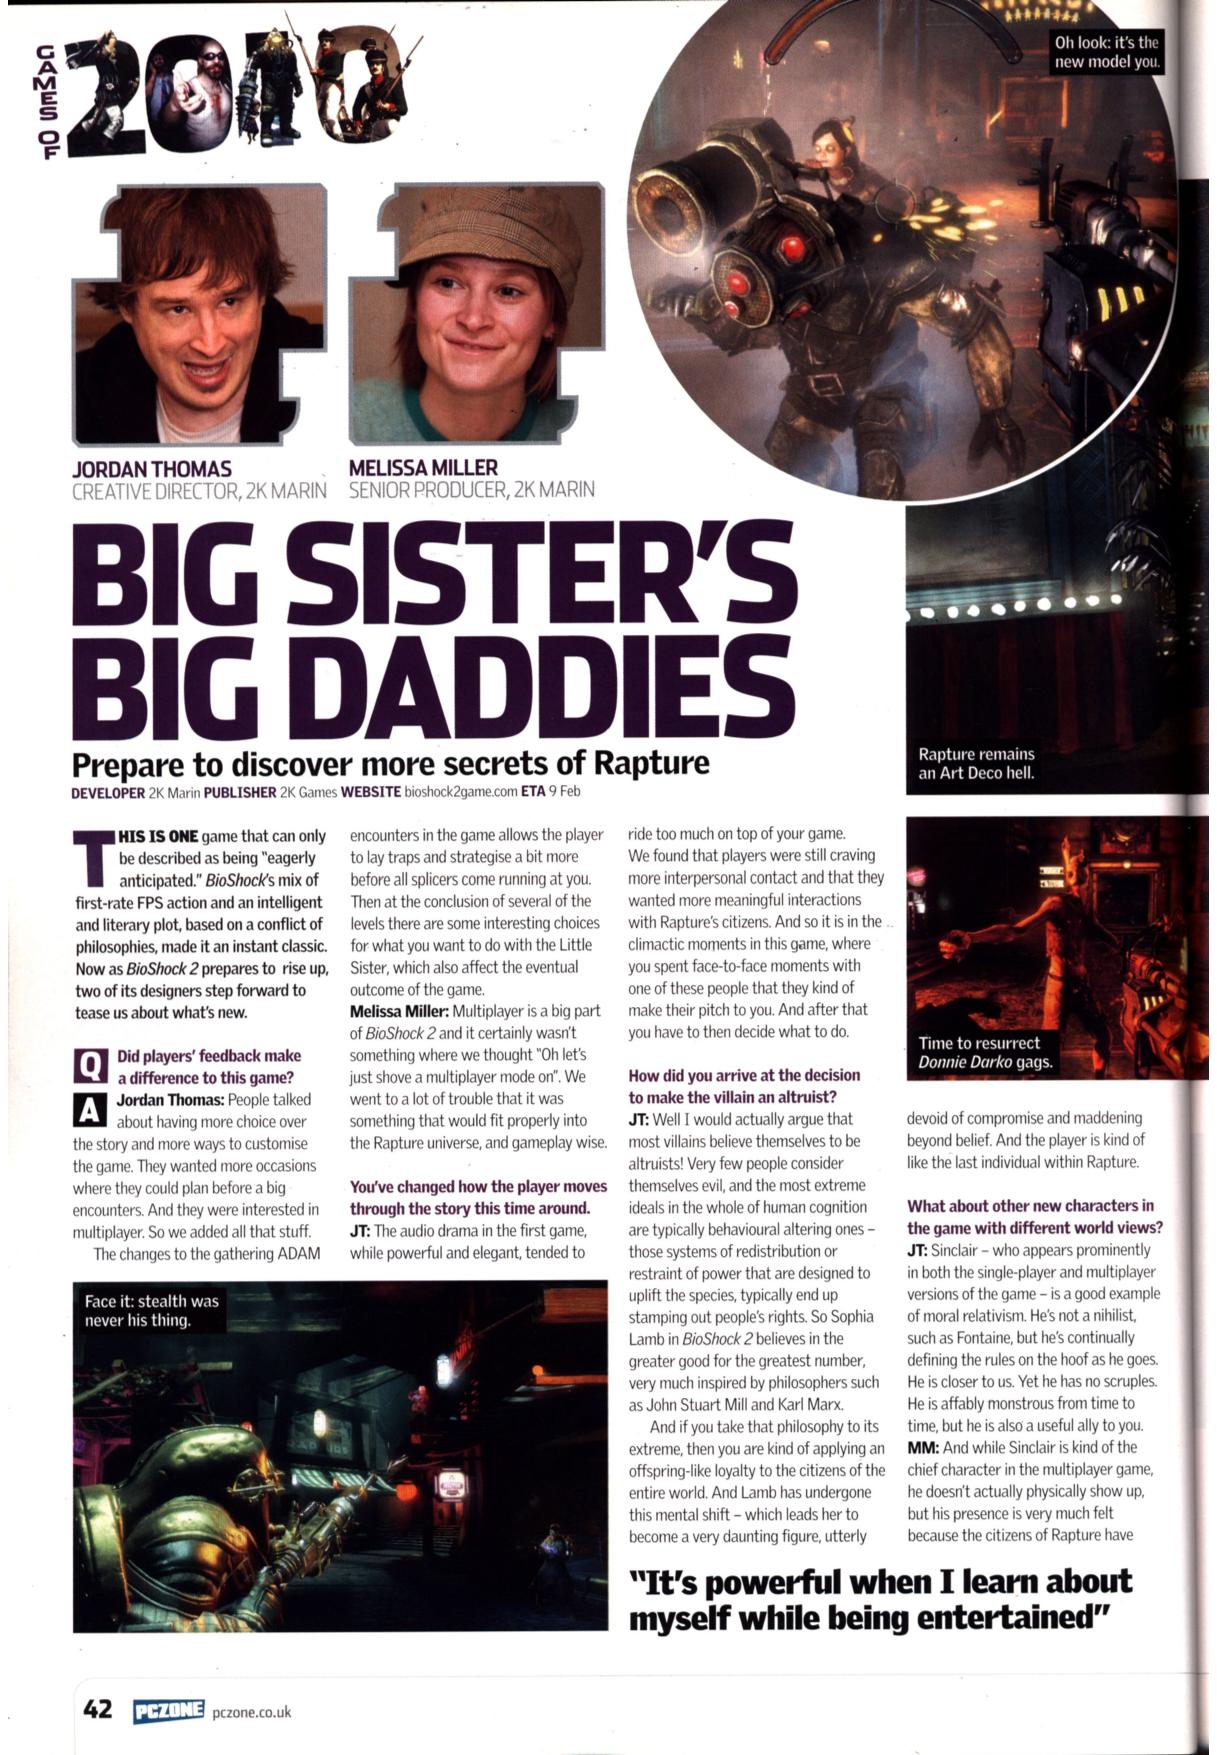 GAMES OF
2010
Oh look: it's the
new model you.
JORDAN THOMAS
CREATIVE DIRECTOR, 2K MARIN
MELISSA MILLER
SENIOR PRODUCER, 2K MARIN
BIG SISTER'S
BIG DADDIES
Prepare to discover more secrets of Rapture
DEVELOPER 2K Marin PUBLISHER 2K Games WEBSITE bioshock2game.com ETA 9 Feb
THIS IS ONE game that can only
be described as being "eagerly
anticipated." BioShock's mix of
first-rate FPS action and an intelligent
and literary plot, based on a conflict of
philosophies, made it an instant classic.
Now as BioShock 2 prepares to rise up,
two of its designers step forward to
tease us about what's new.
Q Did players' feedback make
a difference to this game?
A Jordan Thomas: People talked
about having more choice over
the story and more ways to customise
the game. They wanted more occasions
where they could plan before a big
encounters. And they were interested in
multiplayer. So we added all that stuff.
The changes to the gathering ADAM
encounters in the game allows the player
to lay traps and strategise a bit more
before all splicers come running at you.
Then at the conclusion of several of the
levels there are some interesting choices
for what you want to do with the Little
Sister, which also affect the eventual
outcome of the game.
Melissa Miller: Multiplayer is a big part
of BioShock 2 and it certainly wasn't
something where we thought "Oh let's
just shove a multiplayer mode on". We
went to a lot of trouble that it was
something that would fit properly into
the Rapture universe, and gameplay wise.
You've changed how the player moves
through the story this time around.
JT: The audio drama in the first game,
while powerful and elegant, tended to
ride too much on top of your game.
We found that players were still craving
more interpersonal contact and that they
wanted more meaningful interactions
with Rapture's citizens. And so it is in the
climactic moments in this game, where
you spent face-to-face moments with
one of these people that they kind of
make their pitch to you. And after that
you have to then decide what to do.
How did you arrive at the decision
to make the villain an altruist?
JT: Well I would actually argue that
most villains believe themselves to be
altruists! Very few people consider
themselves evil, and the most extreme
ideals in the whole of human cognition
are typically behavioural altering ones –
those systems of redistribution or
restraint of power that are designed to
uplift the species, typically end up
stamping out people's rights. So Sophia
Lamb in BioShock 2 believes in the
greater good for the greatest number,
very much inspired by philosophers such
as John Stuart Mill and Karl Marx.
And if you take that philosophy to its
extreme, then you are kind of applying an
offspring-like loyalty to the citizens of the
entire world. And Lamb has undergone
this mental shift – which leads her to
become a very daunting figure, utterly
Rapture remains
an Art Deco hell.
Time to resurrect
Donnie Darko gags.
devoid of compromise and maddening
beyond belief. And the player is kind of
like the last individual within Rapture.
What about other new characters in
the game with different world views?
JT: Sinclair – who appears prominently
in both the single-player and multiplayer
versions of the game – is a good example
of moral relativism. He's not a nihilist,
such as Fontaine, but he's continually
defining the rules on the hoof as he goes.
He is closer to us. Yet he has no scruples.
He is affably monstrous from time to
time, but he is also a useful ally to you.
MM: And while Sinclair is kind of the
chief character in the multiplayer game,
he doesn't actually physically show up,
but his presence is very much felt
because the citizens of Rapture have
Face it: stealth was
never his thing.
"It's powerful when I learn about
myself while being entertained"
42 PCZONE pczone.co.uk